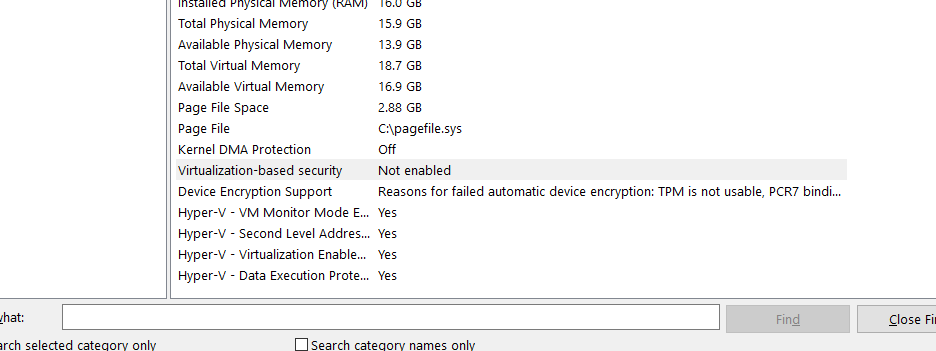 Installed Physical Memory (RAM) 16.0 GB
Total Physical Memory 15.9 GB
Available Physical Memory 13.9 GB
Total Virtual Memory 18.7 GB
Available Virtual Memory 16.9 GB
Page File Space 2.88 GB
Page File C:\pagefile.sys
Kernel DMA Protection Off
Virtualization-based security Not enabled
Device Encryption Support Reasons for failed automatic device encryption: TPM is not usable, PCR7 bindi...
Hyper-V - VM Monitor Mode E... Yes
Hyper-V - Second Level Addres... Yes
Hyper-V - Virtualization Enable... Yes
Hyper-V - Data Execution Prote... Yes
what: Find Close Fi
arch selected category only Search category names only